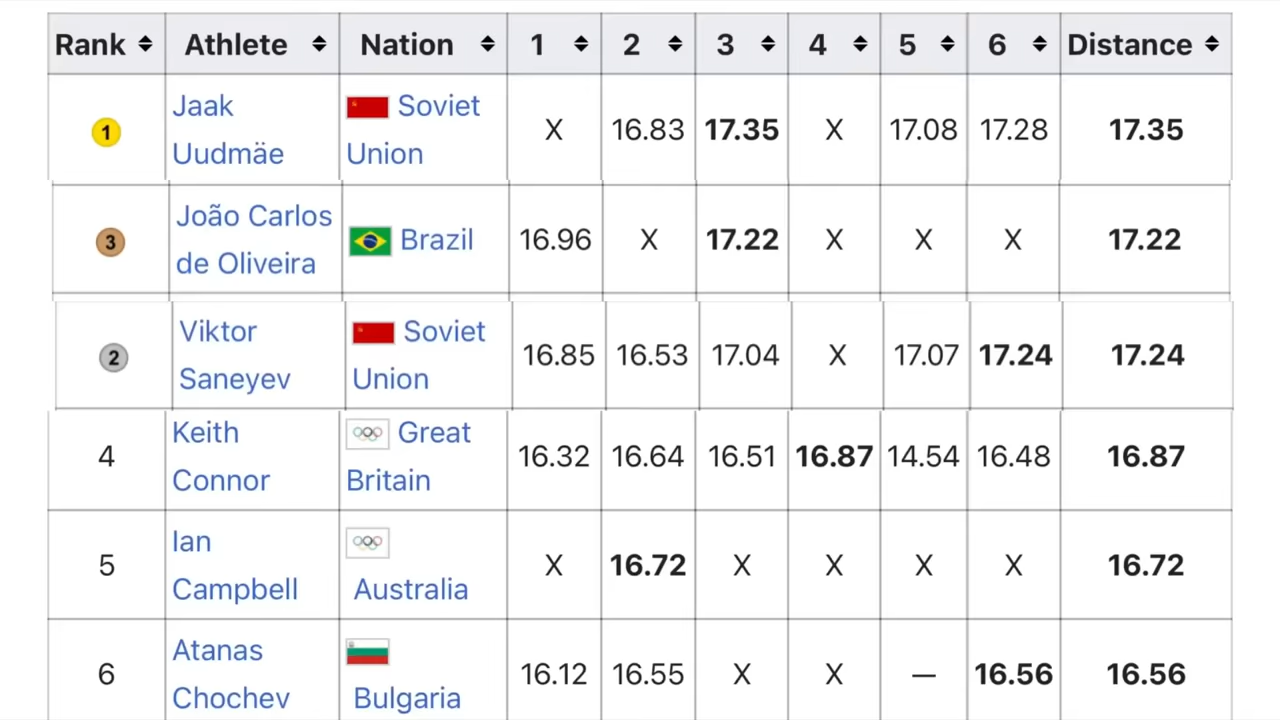 Rank Athlete Nation 1 2 3 4 5 6 Distance
1 Jaak Uudmäe Soviet Union X 16.83 17.35 X 17.08 17.28 17.35
3 João Carlos de Oliveira Brazil 16.96 X 17.22 X X X 17.22
2 Viktor Saneyev Soviet Union 16.85 16.53 17.04 X 17.07 17.24 17.24
4 Keith Connor Great Britain 16.32 16.64 16.51 16.87 14.54 16.48 16.87
5 Ian Campbell Australia X 16.72 X X X X 16.72
6 Atanas Chochev Bulgaria 16.12 16.55 X X — 16.56 16.56